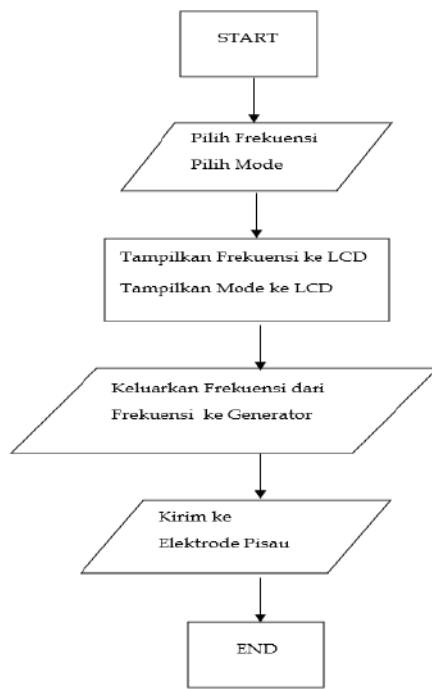 START
Pilih Frekuensi
Pilih Mode
Tampilkan Frekuensi ke LCD
Tampilkan Mode ke LCD
Keluarkan Frekuensi dari
Frekuensi ke Generator
Kirim ke
Elektrode Pisau
END